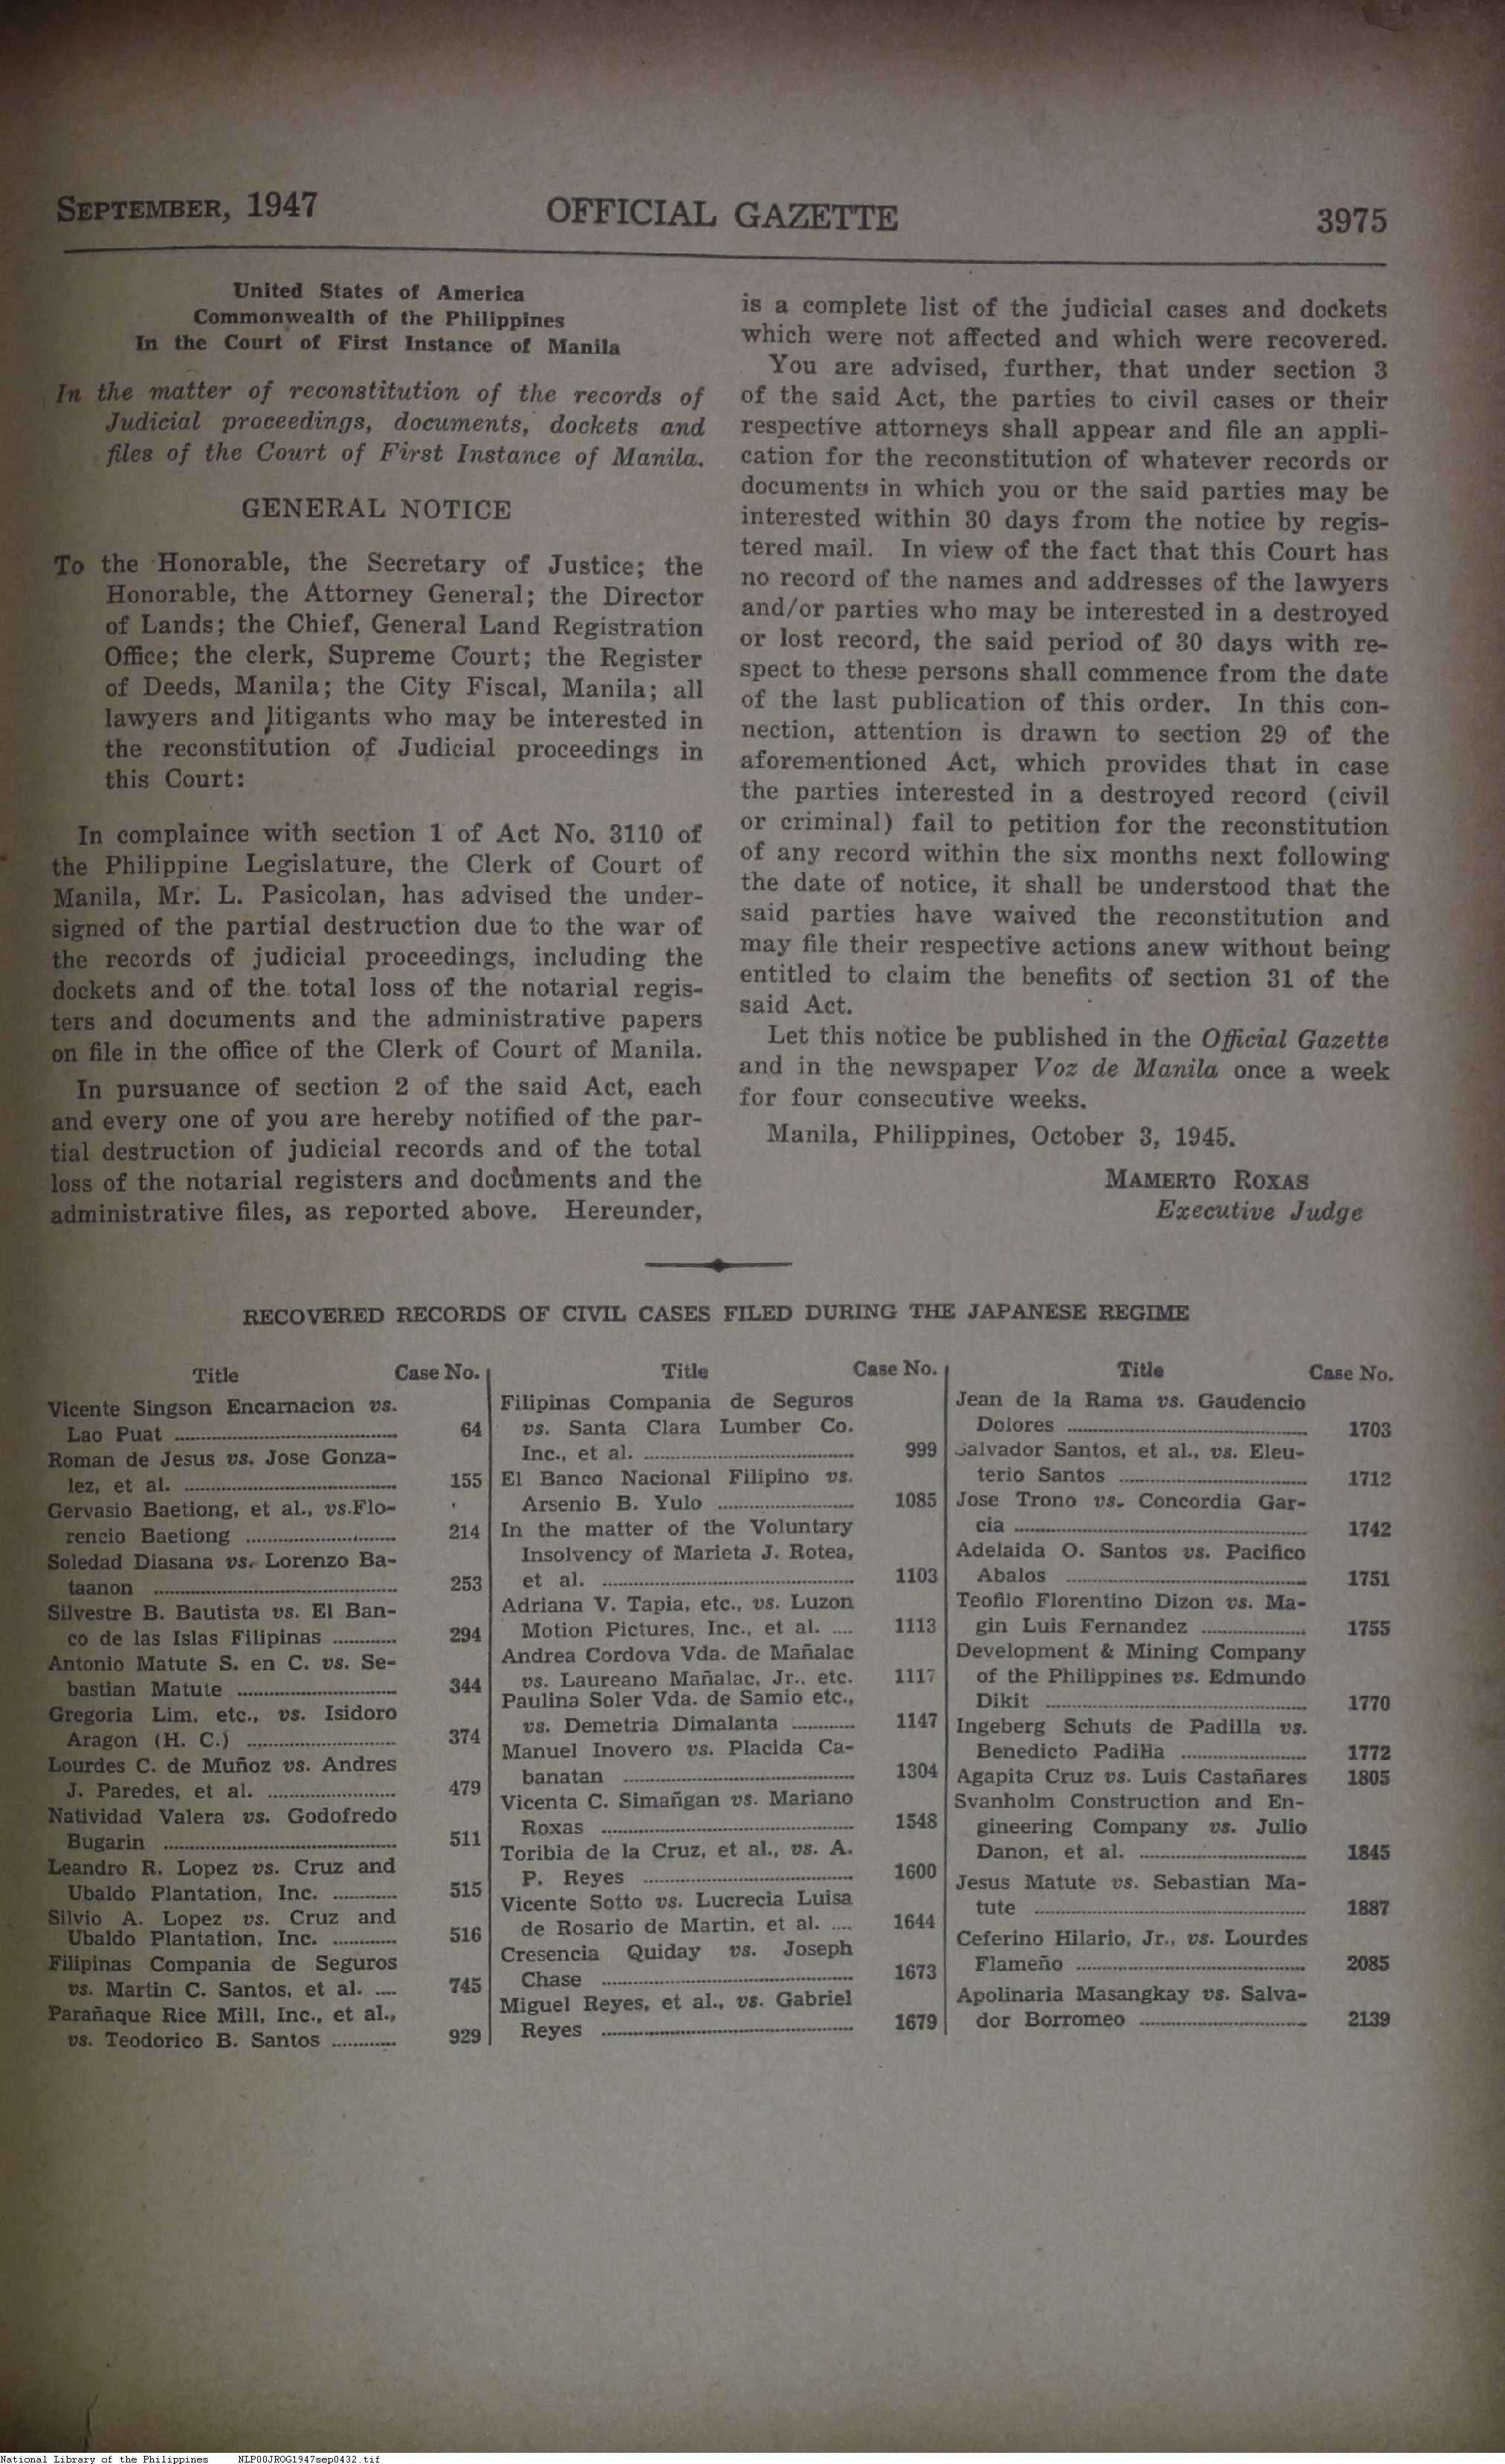 SEPTEMBER, 1947 OFFICIAL GAZETTE 3975
United States of America
Commonwealth of the Philippines
In the Court of First Instance of Manila
In the matter of reconstitution of the records of
Judicial proceedings, documents, dockets and
files of the Court of First Instance of Manila.
GENERAL NOTICE
To the Honorable, the Secretary of Justice; the
Honorable, the Attorney General; the Director
of Lands; the Chief, General Land Registration
Office; the clerk, Supreme Court; the Register
of Deeds, Manila; the City Fiscal, Manila; all
lawyers and litigants who may be interested in
the reconstitution of Judicial proceedings in
this Court:
In complaince with section 1 of Act No. 3110 of
the Philippine Legislature, the Clerk of Court of
Manila, Mr. L. Pasicolan, has advised the under-
signed of the partial destruction due to the war of
the records of judicial proceedings, including the
dockets and of the total loss of the notarial regis-
ters and documents and the administrative papers
on file in the office of the Clerk of Court of Manila.
In pursuance of section 2 of the said Act, each
and every one of you are hereby notified of the par-
tial destruction of judicial records and of the total
loss of the notarial registers and documents and the
administrative files, as reported above. Hereunder,
is a complete list of the judicial cases and dockets
which were not affected and which were recovered.
You are advised, further, that under section 3
of the said Act, the parties to civil cases or their
respective attorneys shall appear and file an appli-
cation for the reconstitution of whatever records or
documents in which you or the said parties may be
interested within 30 days from the notice by regis-
tered mail. In view of the fact that this Court has
no record of the names and addresses of the lawyers
and/or parties who may be interested in a destroyed
or lost record, the said period of 30 days with re-
spect to these persons shall commence from the date
of the last publication of this order. In this con-
nection, attention is drawn to section 29 of the
aforementioned Act, which provides that in case
the parties interested in a destroyed record (civil
or criminal) fail to petition for the reconstitution
of any record within the six months next following
the date of notice, it shall be understood that the
said parties have waived the reconstitution and
may file their respective actions anew without being
entitled to claim the benefits of section 31 of the
said Act.
Let this notice be published in the Official Gazette
and in the newspaper Voz de Manila once a week
for four consecutive weeks.
Manila, Philippines, October 3, 1945.
MAMERTO ROXAS
Executive Judge
RECOVERED RECORDS OF CIVIL CASES FILED DURING THE JAPANESE REGIME
Title Case No.
Vicente Singson Encarnacion vs.
Lao Puat ........ 64
Roman de Jesus vs. Jose Gonza-
lez, et al. ........ 155
Gervasio Baetiong, et al., vs.Flo-
rencio Baetiong ........ 214
Soledad Diasana vs. Lorenzo Ba-
taanon ........ 253
Silvestre B. Bautista vs. El Ban-
co de las Islas Filipinas ........ 294
Antonio Matute S. en C. vs. Se-
bastian Matute ........ 344
Gregoria Lim, etc., vs. Isidoro
Aragon (H. C.) ........ 374
Lourdes C. de Muñoz vs. Andres
J. Paredes, et al. ........ 479
Natividad Valera vs. Godofredo
Bugarin ........ 511
Leandro R. Lopez vs. Cruz and
Ubaldo Plantation, Inc. ........ 515
Silvio A. Lopez vs. Cruz and
Ubaldo Plantation, Inc. ........ 516
Filipinas Compania de Seguros
vs. Martin C. Santos, et al. .... 745
Parañaque Rice Mill, Inc., et al.,
vs. Teodorico B. Santos ........ 929
Title Case No.
Filipinas Compania de Seguros
vs. Santa Clara Lumber Co.
Inc., et al. ........ 999
El Banco Nacional Filipino vs.
Arsenio B. Yulo ........ 1085
In the matter of the Voluntary
Insolvency of Marieta J. Rotea,
et al. ........ 1103
Adriana V. Tapia, etc., vs. Luzon
Motion Pictures, Inc., et al. .... 1113
Andrea Cordova Vda. de Mañalac
vs. Laureano Mañalac, Jr., etc. 1117
Paulina Soler Vda. de Samio etc.,
vs. Demetria Dimalanta ........ 1147
Manuel Inovero vs. Placida Ca-
banatan ........ 1304
Vicenta C. Simañgan vs. Mariano
Roxas ........ 1548
Toribia de la Cruz, et al., vs. A.
P. Reyes ........ 1600
Vicente Sotto vs. Lucrecia Luisa
de Rosario de Martin, et al. .... 1644
Cresencia Quiday vs. Joseph
Chase ........ 1673
Miguel Reyes, et al., vs. Gabriel
Reyes ........ 1679
Title Case No.
Jean de la Rama vs. Gaudencio
Dolores ........ 1703
Salvador Santos, et al., vs. Eleu-
terio Santos ........ 1712
Jose Trono vs. Concordia Gar-
cia ........ 1742
Adelaida O. Santos vs. Pacifico
Abalos ........ 1751
Teofilo Florentino Dizon vs. Ma-
gin Luis Fernandez ........ 1755
Development & Mining Company
of the Philippines vs. Edmundo
Dikit ........ 1770
Ingeberg Schuts de Padilla vs.
Benedicto Padilla ........ 1772
Agapita Cruz vs. Luis Castañares 1805
Svanholm Construction and En-
gineering Company vs. Julio
Danon, et al. ........ 1845
Jesus Matute vs. Sebastian Ma-
tute ........ 1887
Ceferino Hilario, Jr., vs. Lourdes
Flameño ........ 2085
Apolinaria Masangkay vs. Salva-
dor Borromeo ........ 2139
National Library of the Philippines NLP00JROG1947sep0432.tif